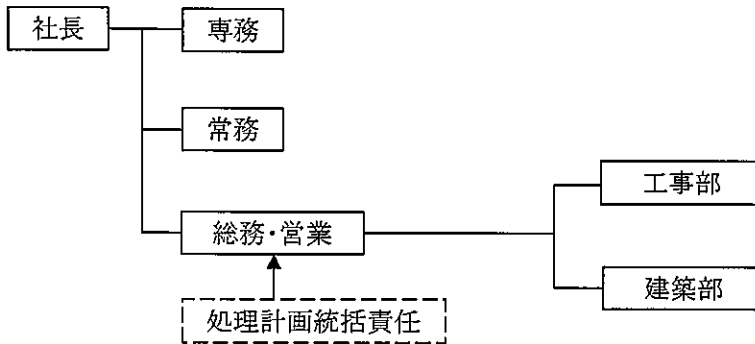 社長
専務
常務
総務・営業
工事部
建築部
処理計画統括責任